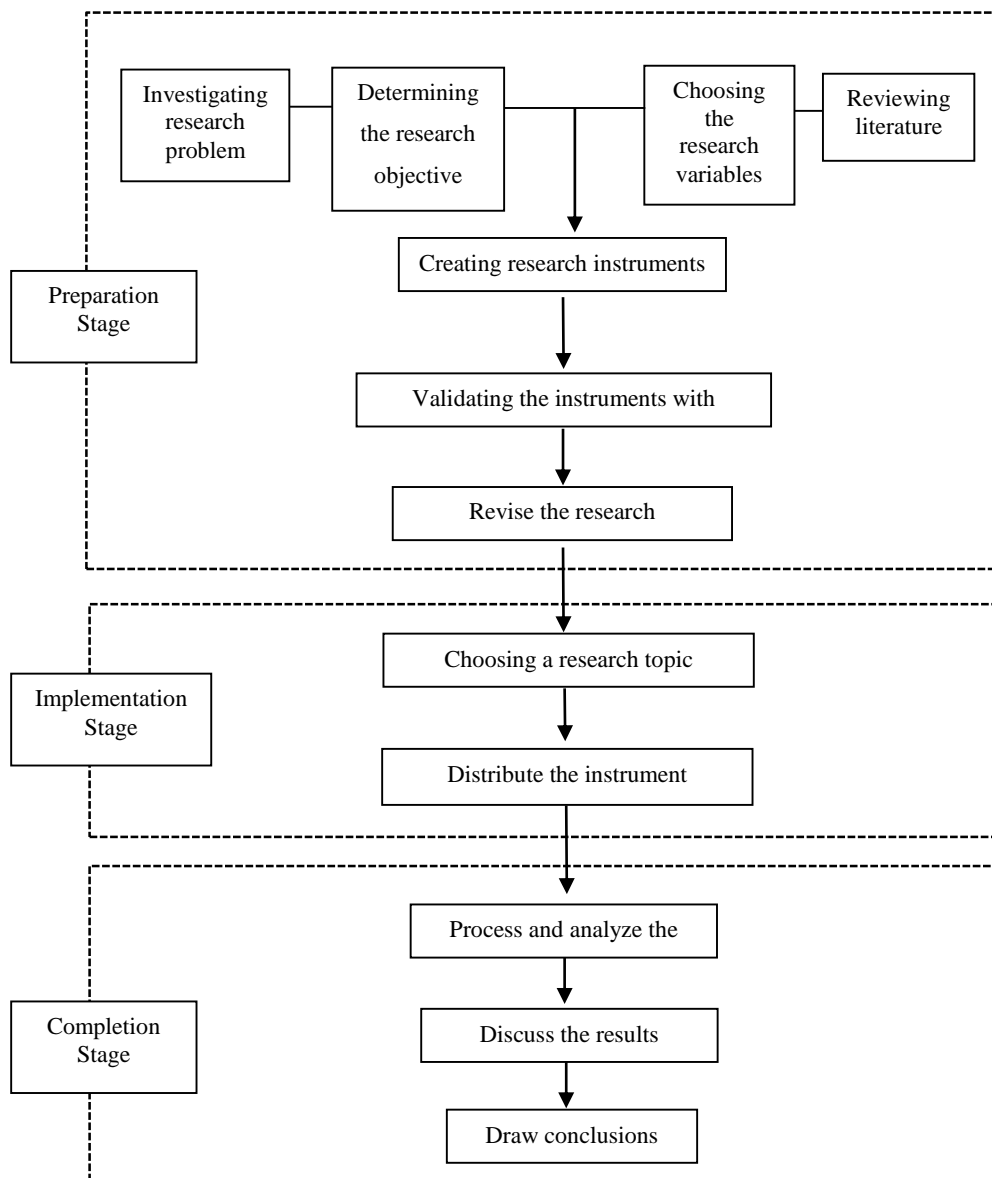 Investigating
research
problem
Determining
the research
objective
Choosing
the
research
variables
Reviewing
literature
Creating research instruments
Preparation
Stage
Validating the instruments with
Revise the research
Choosing a research topic
Implementation
Stage
Distribute the instrument
Process and analyze the
Completion
Stage
Discuss the results
Draw conclusions